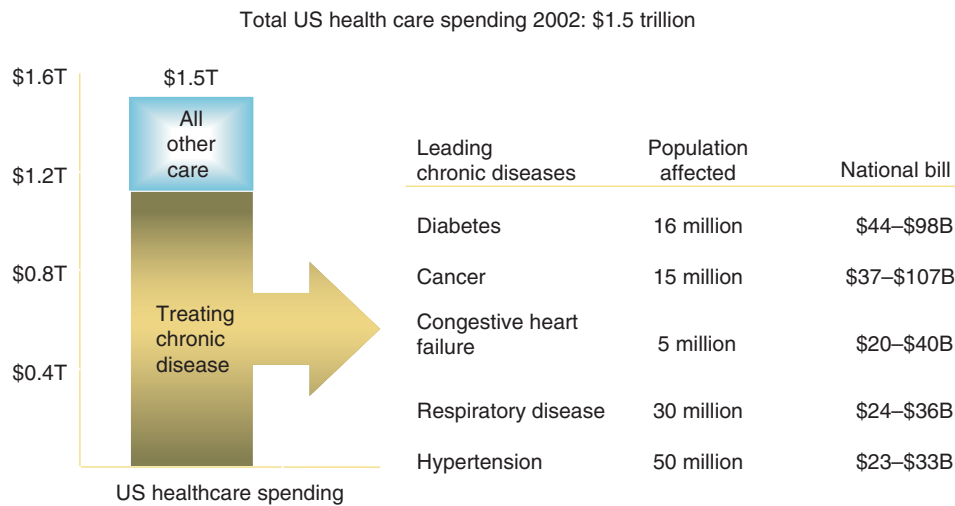 Total US health care spending 2002: $1.5 trillion
$1.6T
$1.2T
$0.8T
$0.4T
$1.5T
All
other
care
Treating
chronic
disease
US healthcare spending
Leading
chronic diseases
Population
affected
National bill
Diabetes 16 million $44–$98B
Cancer 15 million $37–$107B
Congestive heart
failure 5 million $20–$40B
Respiratory disease 30 million $24–$36B
Hypertension 50 million $23–$33B